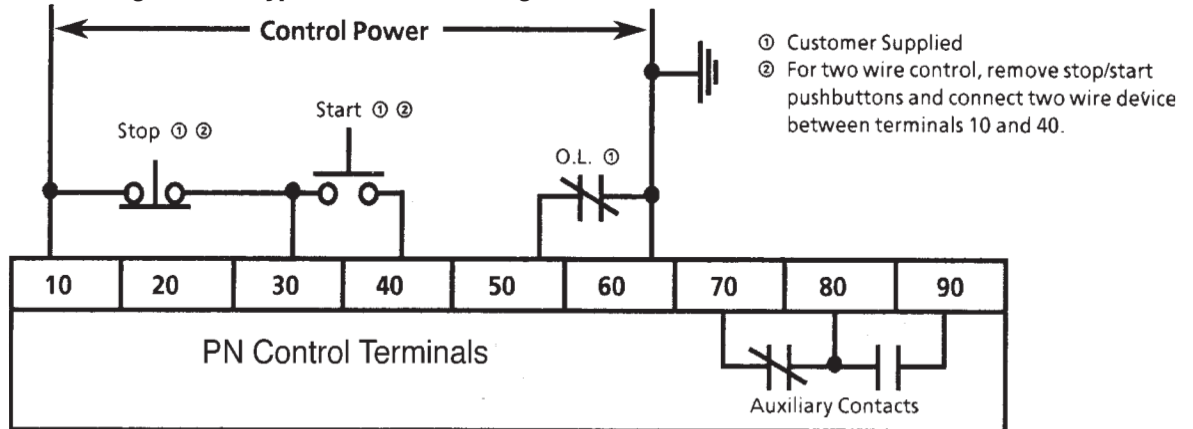 Control Power
① Customer Supplied
② For two wire control, remove stop/start
pushbuttons and connect two wire device
between terminals 10 and 40.
Start ① ②
Stop ① ②
O.L. ①
10 20 30 40 50 60 70 80 90
PN Control Terminals
Auxiliary Contacts